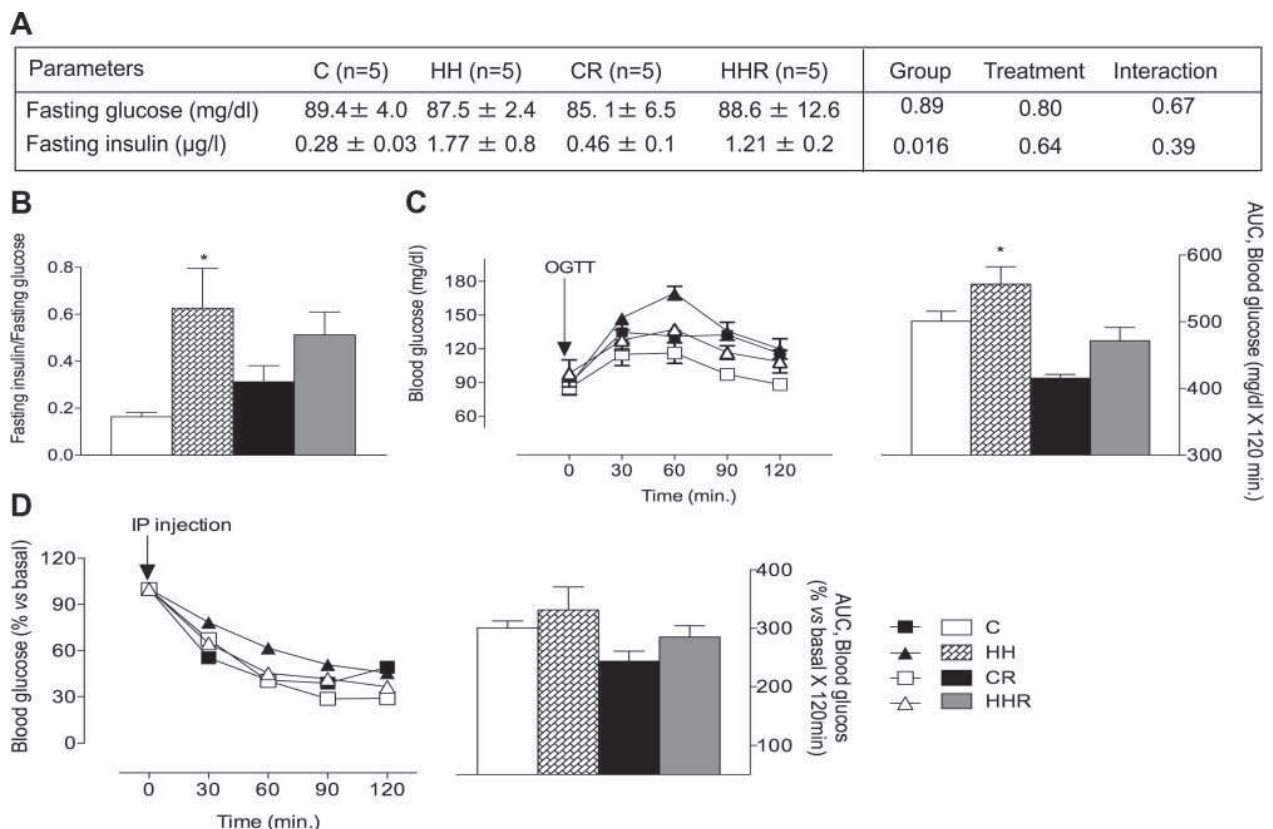 A
Parameters C (n=5) HH (n=5) CR (n=5) HHR (n=5) Group Treatment Interaction
Fasting glucose (mg/dl) 89.4± 4.0 87.5 ± 2.4 85. 1± 6.5 88.6 ± 12.6 0.89 0.80 0.67
Fasting insulin (µg/l) 0.28 ± 0.03 1.77 ± 0.8 0.46 ± 0.1 1.21 ± 0.2 0.016 0.64 0.39
B
Fasting insulin/Fasting glucose
0.8
0.6
0.4
0.2
0.0
*
C
Blood glucose (mg/dl)
180
150
120
90
60
OGTT
0 30 60 90 120
Time (min.)
*
600
500
400
300
AUC, Blood
glucose (mg/dl X 120 min.)
D
Blood glucose (% vs basal)
120
90
60
30
0
IP injection
0 30 60 90 120
Time (min.)
400
300
200
100
AUC, Blood glucos
(% vs basal X 120min)
C
HH
CR
HHR